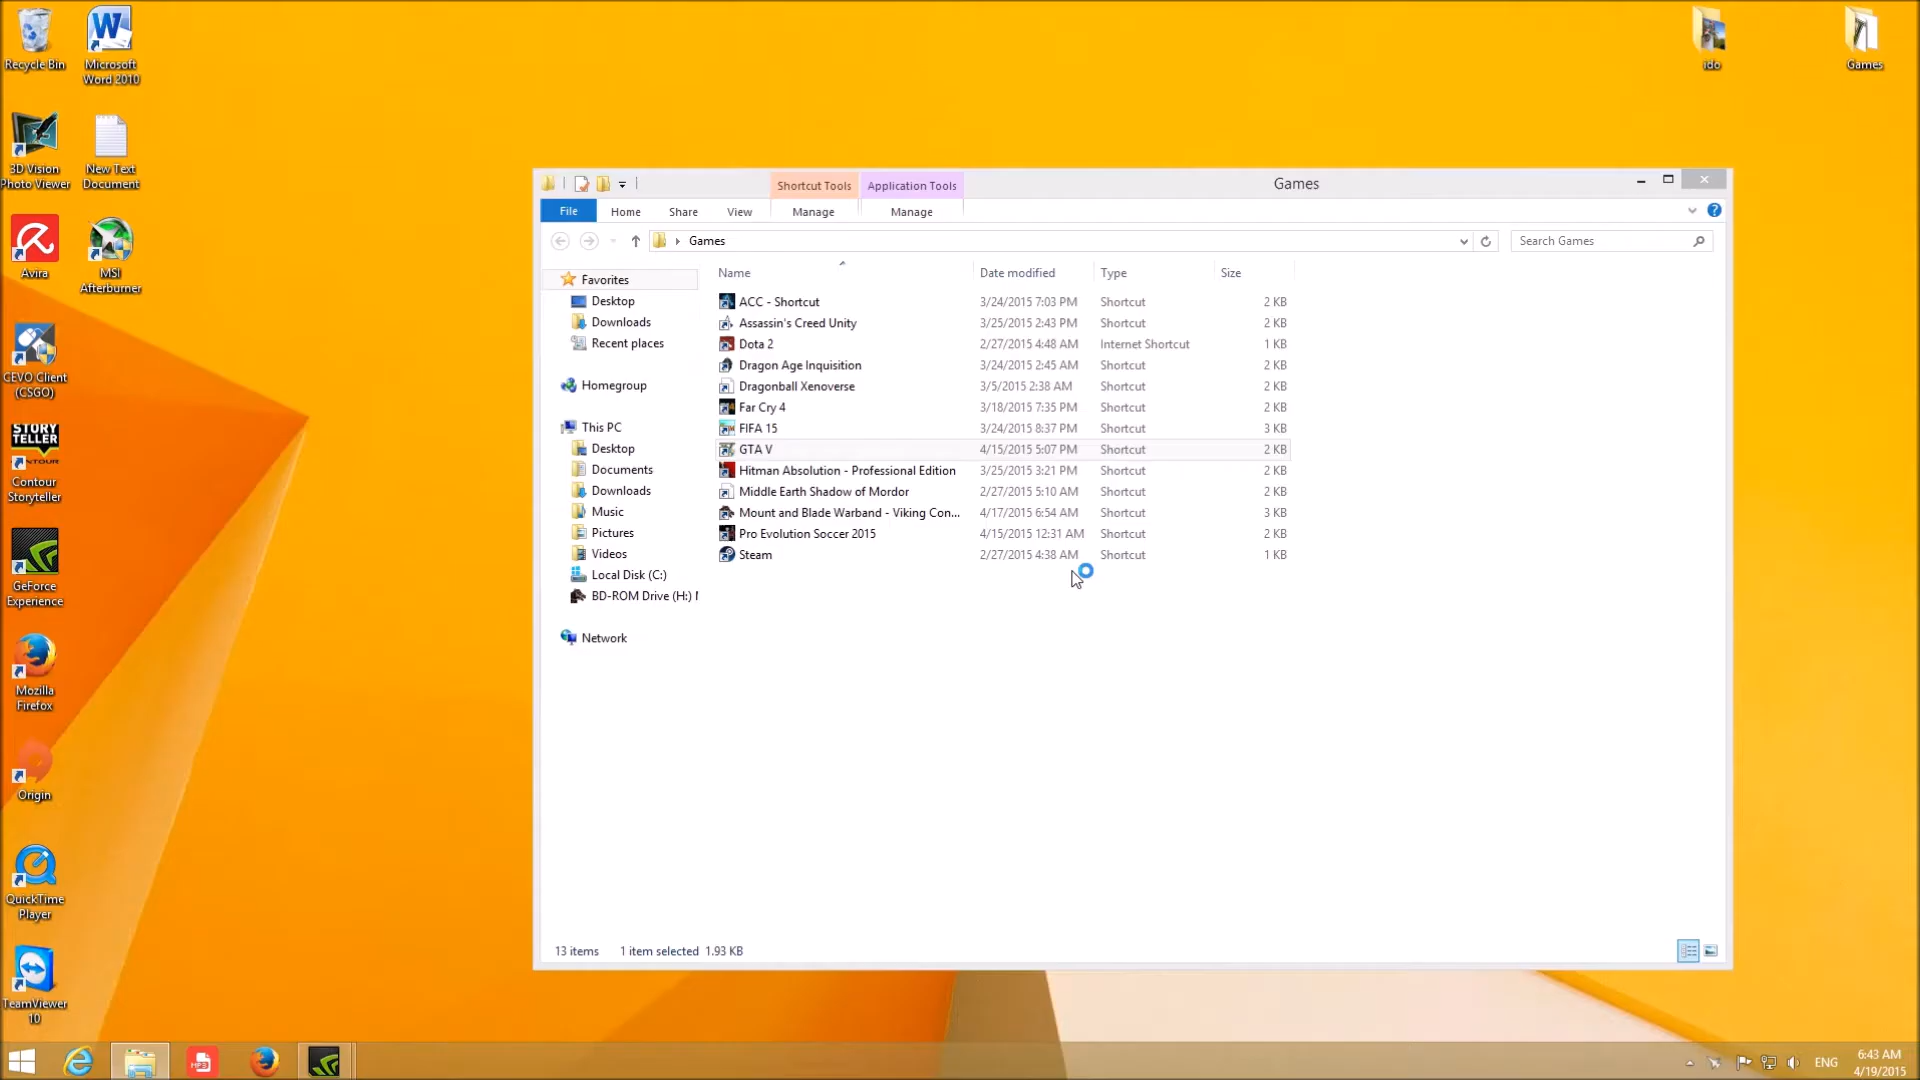 Recycle Bin
Microsoft
Word 2010
3D Vision
Photo Viewer
New Text
Document
Avira
MSI
Afterburner
CEVO Client
(CSGO)
STORY
TELLER
Contour
Storyteller
GeForce
Experience
Mozilla
Firefox
Origin
QuickTime
Player
TeamViewer
10
ido
Games
Shortcut Tools
Application Tools
Games
File
Home
Share
View
Manage
Manage
Games
Search Games
Favorites
Desktop
Downloads
Recent places
Homegroup
This PC
Desktop
Documents
Downloads
Music
Pictures
Videos
Local Disk (C:)
BD-ROM Drive (H:)
Network
Name Date modified Type Size
ACC - Shortcut 3/24/2015 7:03 PM Shortcut 2 KB
Assassin's Creed Unity 3/25/2015 2:43 PM Shortcut 2 KB
Dota 2 2/27/2015 4:48 AM Internet Shortcut 1 KB
Dragon Age Inquisition 3/24/2015 2:45 AM Shortcut 2 KB
Dragonball Xenoverse 3/5/2015 2:38 AM Shortcut 2 KB
Far Cry 4 3/18/2015 7:35 PM Shortcut 2 KB
FIFA 15 3/24/2015 8:37 PM Shortcut 3 KB
GTA V 4/15/2015 5:07 PM Shortcut 2 KB
Hitman Absolution - Professional Edition 3/25/2015 3:21 PM Shortcut 2 KB
Middle Earth Shadow of Mordor 2/27/2015 5:10 AM Shortcut 2 KB
Mount and Blade Warband - Viking Con... 4/17/2015 6:54 AM Shortcut 3 KB
Pro Evolution Soccer 2015 4/15/2015 12:31 AM Shortcut 2 KB
Steam 2/27/2015 4:38 AM Shortcut 1 KB
13 items 1 item selected 1.93 KB
MP3
ENG
6:43 AM
4/19/2015